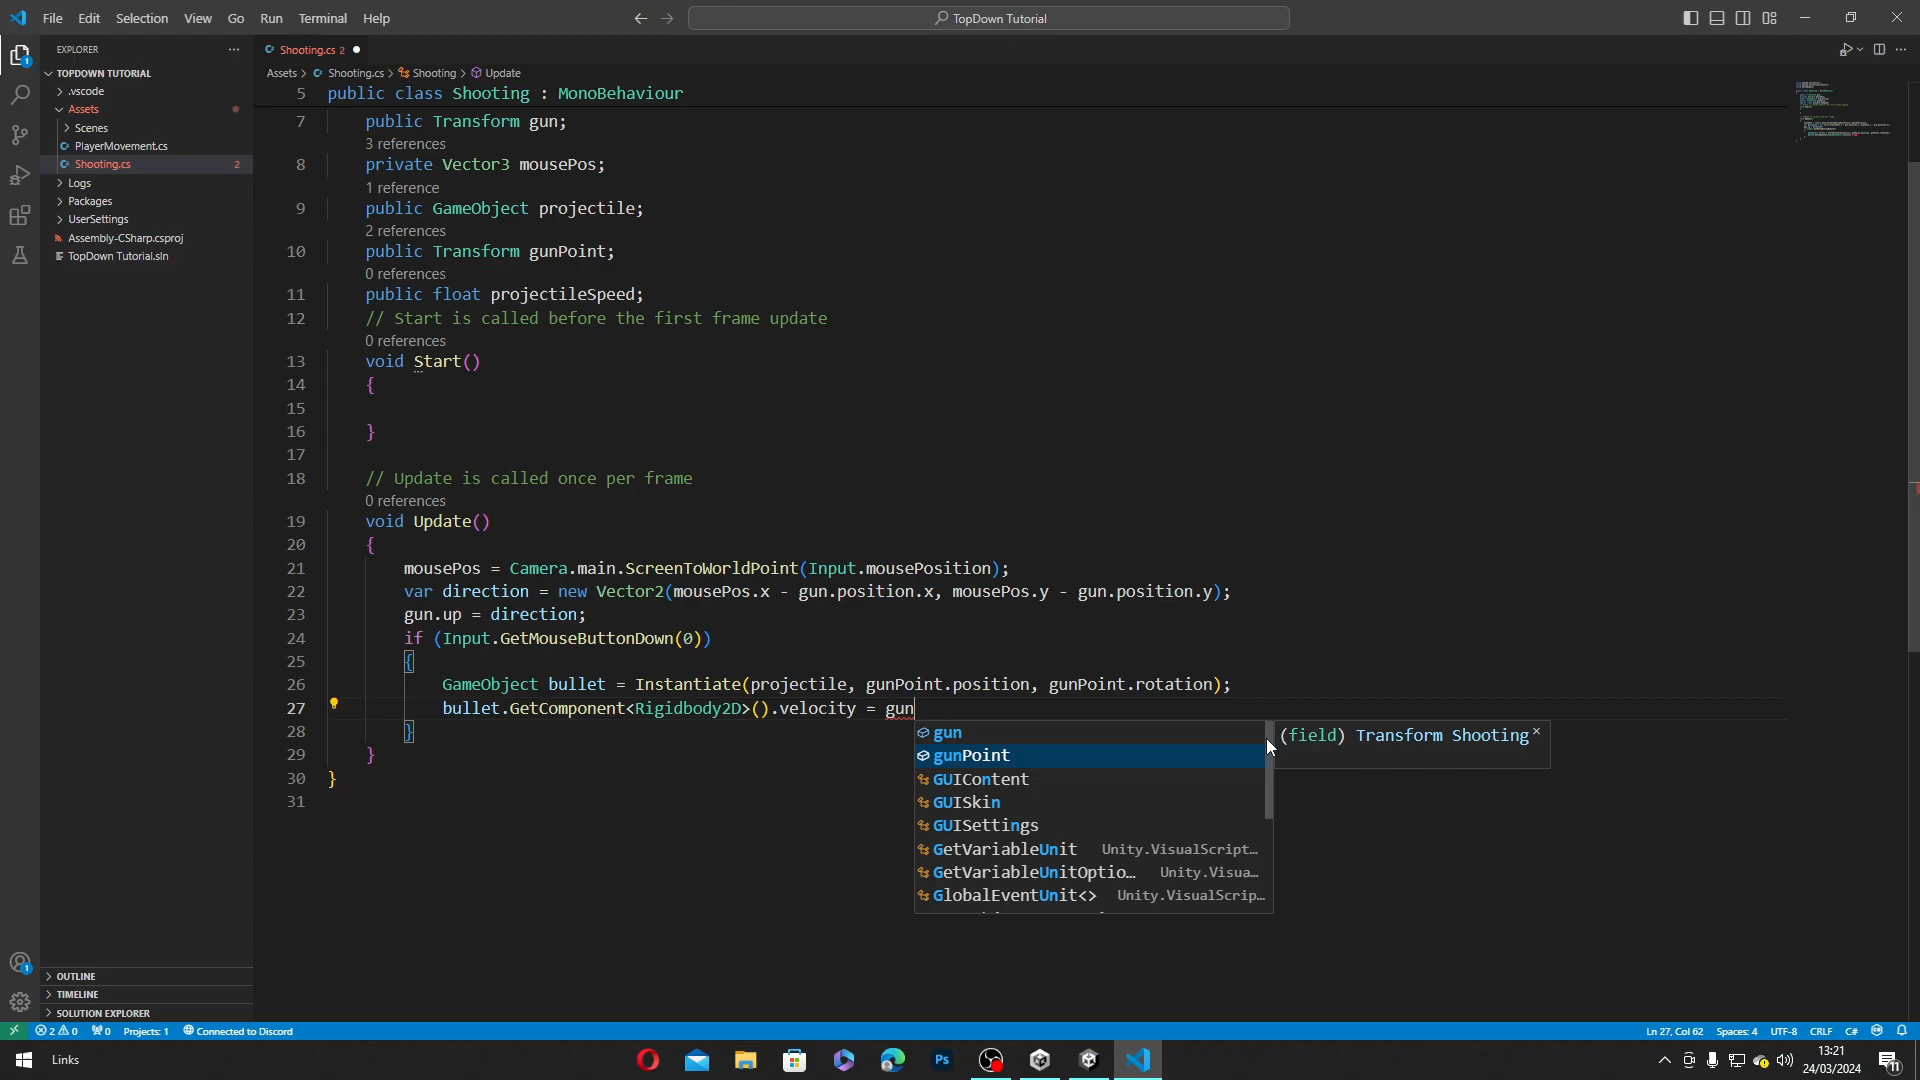 File Edit Selection View Go Run Terminal Help
TopDown Tutorial
EXPLORER
TOPDOWN TUTORIAL
.vscode
Assets
Scenes
PlayerMovement.cs
Shooting.cs 2
Logs
Packages
UserSettings
Assembly-CSharp.csproj
TopDown Tutorial.sln
OUTLINE
TIMELINE
SOLUTION EXPLORER
Shooting.cs 2
Assets > Shooting.cs > Shooting > Update
5 public class Shooting : MonoBehaviour
7 public Transform gun;
3 references
8 private Vector3 mousePos;
1 reference
9 public GameObject projectile;
2 references
10 public Transform gunPoint;
0 references
11 public float projectileSpeed;
12 // Start is called before the first frame update
0 references
13 void Start()
14 {
15
16 }
17
18 // Update is called once per frame
0 references
19 void Update()
20 {
21 mousePos = Camera.main.ScreenToWorldPoint(Input.mousePosition);
22 var direction = new Vector2(mousePos.x - gun.position.x, mousePos.y - gun.position.y);
23 gun.up = direction;
24 if (Input.GetMouseButtonDown(0))
25 {
26 GameObject bullet = Instantiate(projectile, gunPoint.position, gunPoint.rotation);
27 bullet.GetComponent<Rigidbody2D>().velocity = gun
28 }
29 }
30 }
31
gun
gunPoint
GUIContent
GUISkin
GUISettings
GetVariableUnit Unity.VisualScript…
GetVariableUnitOptio… Unity.Visua…
GlobalEventUnit<> Unity.VisualScrip…
(field) Transform Shooting
2 0 0 Projects: 1 Connected to Discord
Ln 27, Col 62 Spaces: 4 UTF-8 CRLF C#
Links
Ps
13:21
24/03/2024
11